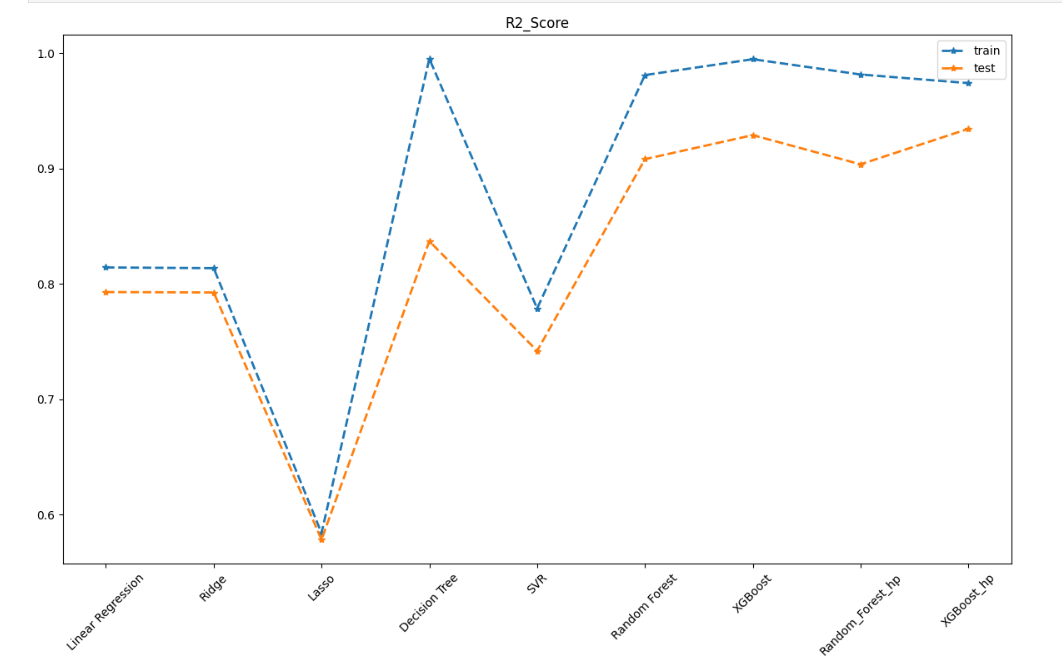 R2_Score
train
test
1.0
0.9
0.8
0.7
0.6
Linear Regression
Ridge
Lasso
Decision Tree
SVR
Random Forest
XGBoost
Random_Forest_hp
XGBoost_hp